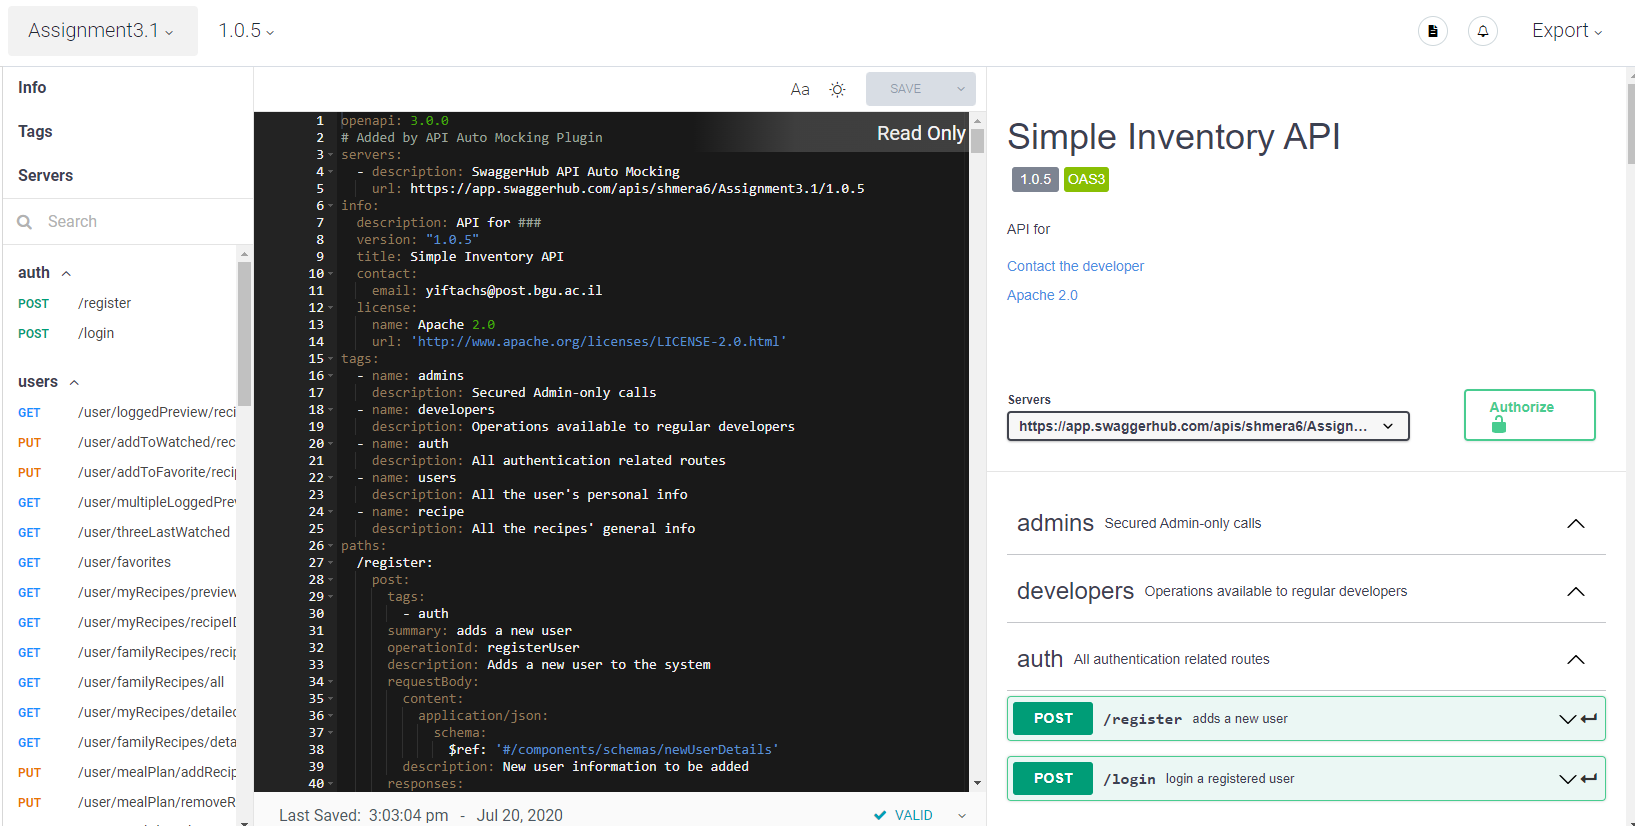 Assignment3.1
1.0.5
Export
Info
Tags
Servers
Search
auth
POST /register
POST /login
users
GET /user/loggedPreview/reci
PUT /user/addToWatched/rec
PUT /user/addToFavorite/recip
GET /user/multipleLoggedPrev
GET /user/threeLastWatched
GET /user/favorites
GET /user/myRecipes/preview
GET /user/myRecipes/recipeID
GET /user/familyRecipes/recip
GET /user/familyRecipes/all
GET /user/myRecipes/detailed
GET /user/familyRecipes/deta
PUT /user/mealPlan/addRecip
PUT /user/mealPlan/removeR
Aa
SAVE
Read Only
1 openapi: 3.0.0
2 # Added by API Auto Mocking Plugin
3 servers:
4 - description: SwaggerHub API Auto Mocking
5 url: https://app.swaggerhub.com/apis/shmera6/Assignment3.1/1.0.5
6 info:
7 description: API for ###
8 version: "1.0.5"
9 title: Simple Inventory API
10 contact:
11 email: yiftachs@post.bgu.ac.il
12 license:
13 name: Apache 2.0
14 url: 'http://www.apache.org/licenses/LICENSE-2.0.html'
15 tags:
16 - name: admins
17 description: Secured Admin-only calls
18 - name: developers
19 description: Operations available to regular developers
20 - name: auth
21 description: All authentication related routes
22 - name: users
23 description: All the user's personal info
24 - name: recipe
25 description: All the recipes' general info
26 paths:
27 /register:
28 post:
29 tags:
30 - auth
31 summary: adds a new user
32 operationId: registerUser
33 description: Adds a new user to the system
34 requestBody:
35 content:
36 application/json:
37 schema:
38 $ref: '#/components/schemas/newUserDetails'
39 description: New user information to be added
40 responses:
Last Saved: 3:03:04 pm - Jul 20, 2020
VALID
Simple Inventory API
1.0.5 OAS3
API for
Contact the developer
Apache 2.0
Servers
https://app.swaggerhub.com/apis/shmera6/Assign...
Authorize
admins Secured Admin-only calls
developers Operations available to regular developers
auth All authentication related routes
POST /register adds a new user
POST /login login a registered user